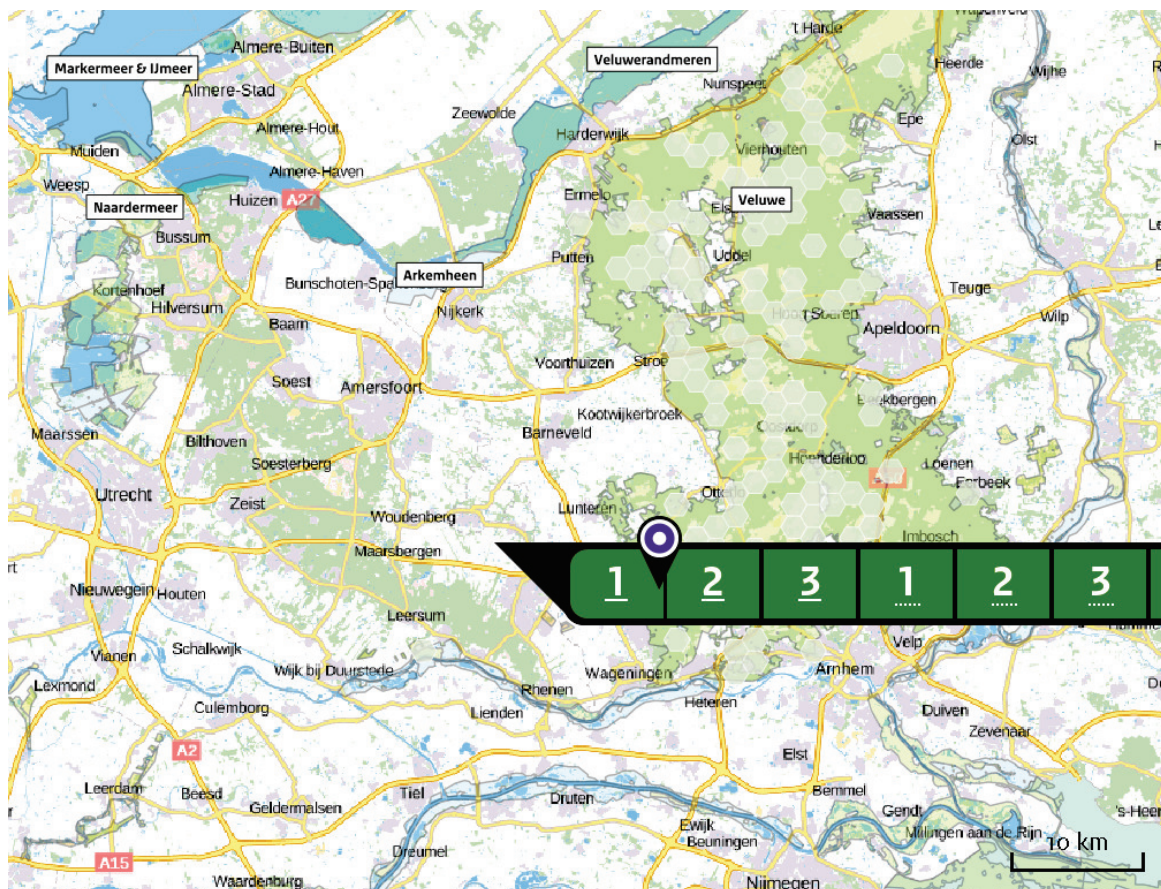 Wapenveld
't Harde
Almere-Buiten
Markermeer & IJmeer
Veluwerandmeren
Heerde
Wijhe
Nunspeet
Almere-Stad
Zeewolde
Epe
Almere-Hout
Harderwijk
Olst
Muiden
Vierhouten
Almere-Haven
Weesp
Ermelo
Naardermeer
Huizen
A27
Veluwe
Vaassen
Bussum
Putten
Uddel
Arkemheen
Bunschoten-Spa
Kortenhoef
Teuge
Hilversum
Nijkerk
Wilp
Baarn
Apeldoorn
Voorthuizen
Stroe
Soest
Amersfoort
Kootwijkerbroek
Maarssen
Barneveld
Bilthoven
Soesterberg
Hoenderloo
Loenen
Eerbeek
Utrecht
Otterlo
Zeist
Lunteren
Woudenberg
Imbosch
Maarsbergen
1 2 3 1 2 3
Nieuwegein
Houten
Leersum
Velp
Schalkwijk
Vianen
Wijk bij Duurstede
Wageningen
Arnhem
Lexmond
Rhenen
Heteren
Culemborg
Lienden
Duiven
Zevenaar
A2
Elst
Leerdam
Beesd
Tiel
Druten
Bemmel
Geldermalsen
Gendt
's-Heer
Ewijk
Beuningen
Millingen aan de Rijn
10 km
Dreumel
A15
Waardenburg
Nijmegen